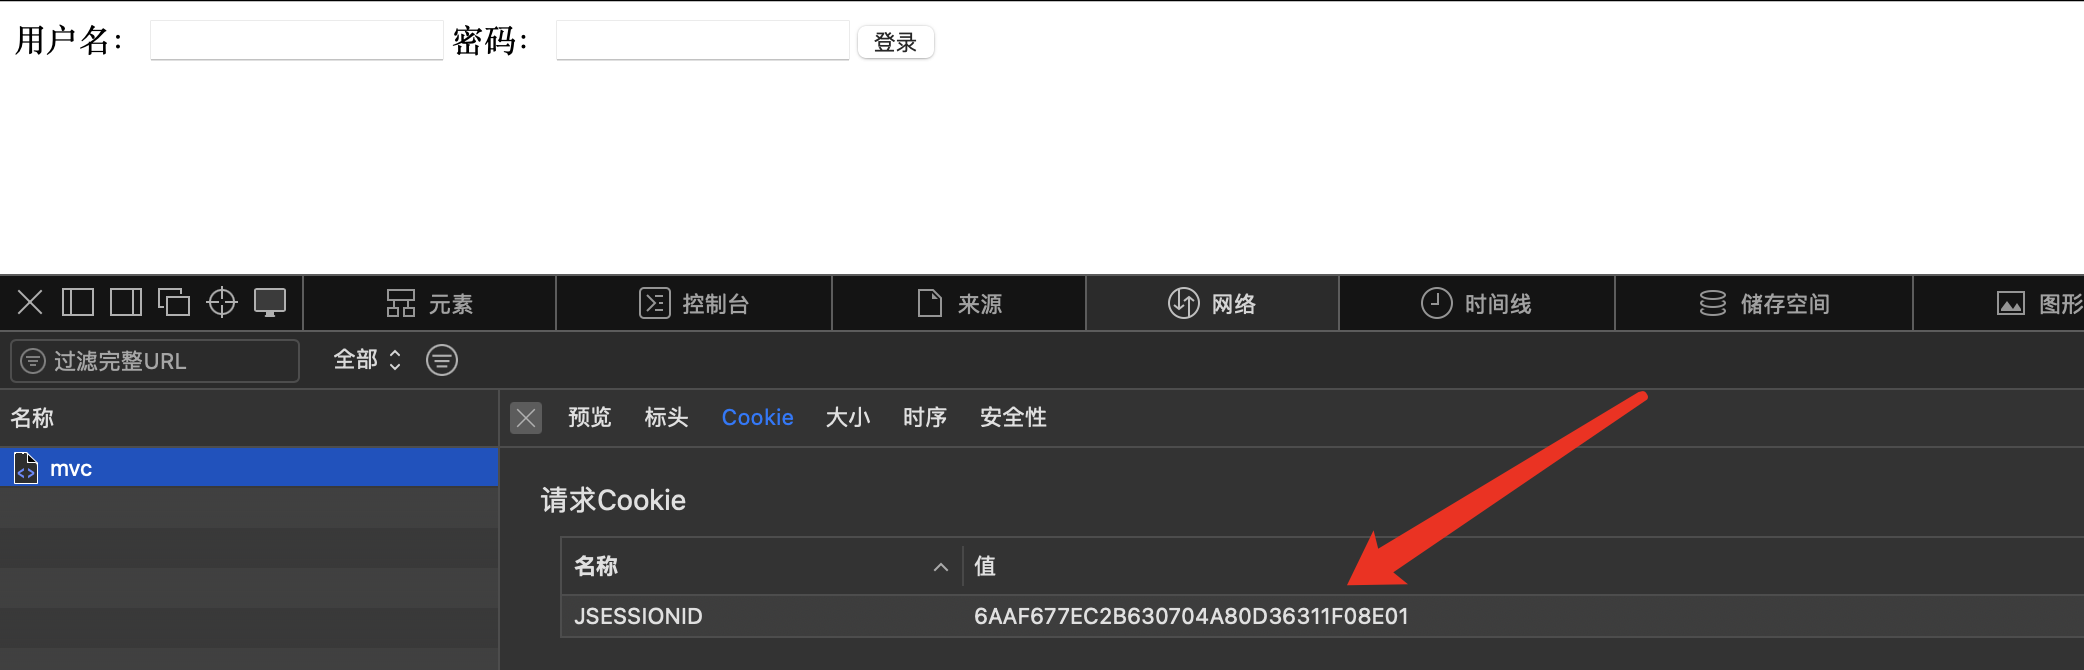 用户名： 密码： 登录
元素 控制台 来源 网络 时间线 储存空间 图形
过滤完整URL 全部
名称 预览 标头 Cookie 大小 时序 安全性
mvc
请求Cookie
名称 值
JSESSIONID 6AAF677EC2B630704A80D36311F08E01